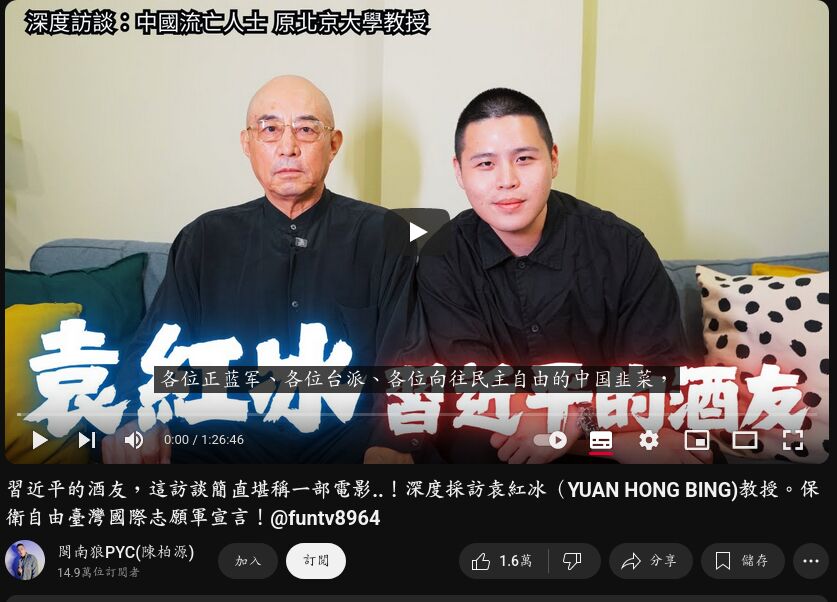 深度訪談：中國流亡人士 原北京大學教授
袁紅冰 習近平的酒友
各位正蓝军、各位台派、各位向往民主自由的中国韭菜，
0:00 / 1:26:46
習近平的酒友，這訪談簡直堪稱一部電影..！深度採訪袁紅冰（YUAN HONG BING)教授。保
衛自由臺灣國際志願軍宣言！@funtv8964
閩南狼PYC(陳柏源)
14.9萬位訂閱者
加入
訂閱
1.6萬
分享
儲存